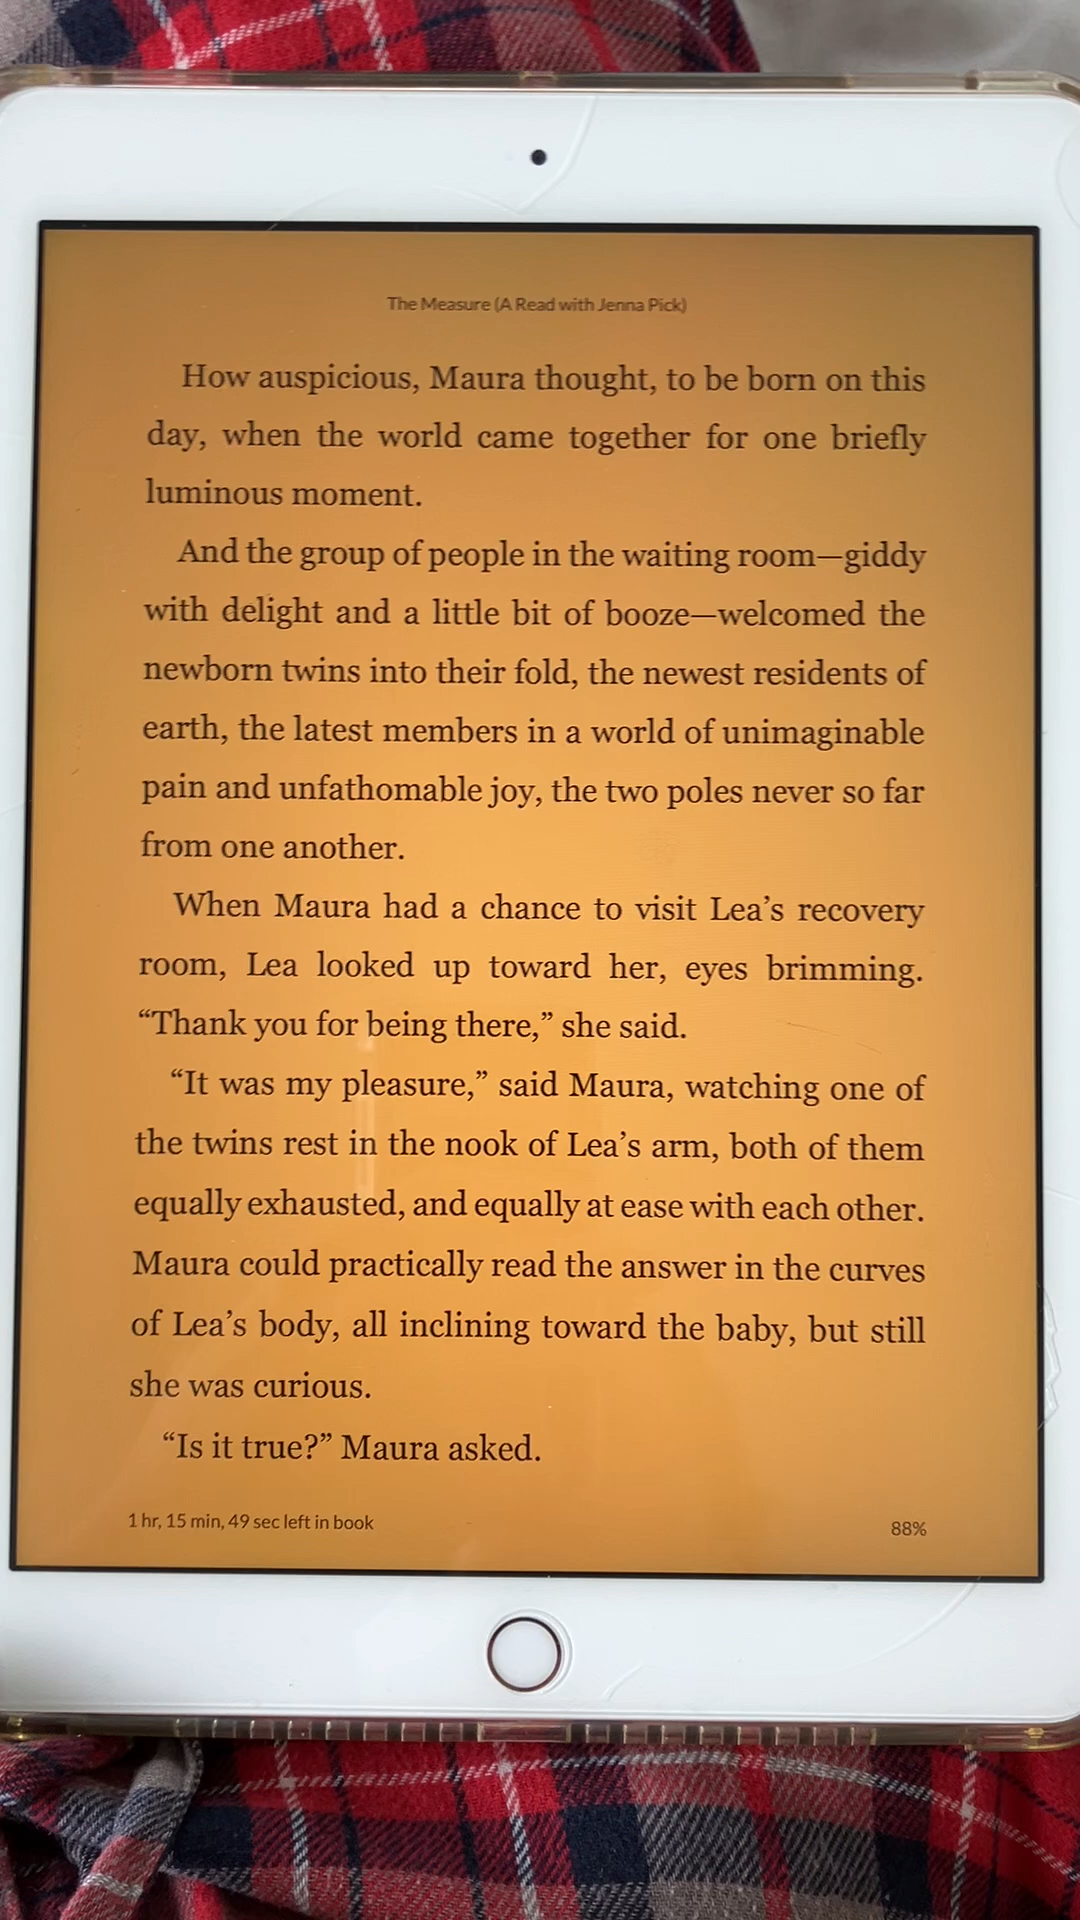 The Measure (A Read with Jenna Pick)
How auspicious, Maura thought, to be born on this
day, when the world came together for one briefly
luminous moment.
And the group of people in the waiting room—giddy
with delight and a little bit of booze—welcomed the
newborn twins into their fold, the newest residents of
earth, the latest members in a world of unimaginable
pain and unfathomable joy, the two poles never so far
from one another.
When Maura had a chance to visit Lea’s recovery
room, Lea looked up toward her, eyes brimming.
“Thank you for being there,” she said.
“It was my pleasure,” said Maura, watching one of
the twins rest in the nook of Lea’s arm, both of them
equally exhausted, and equally at ease with each other.
Maura could practically read the answer in the curves
of Lea’s body, all inclining toward the baby, but still
she was curious.
“Is it true?” Maura asked.
1 hr, 15 min, 49 sec left in book
88%